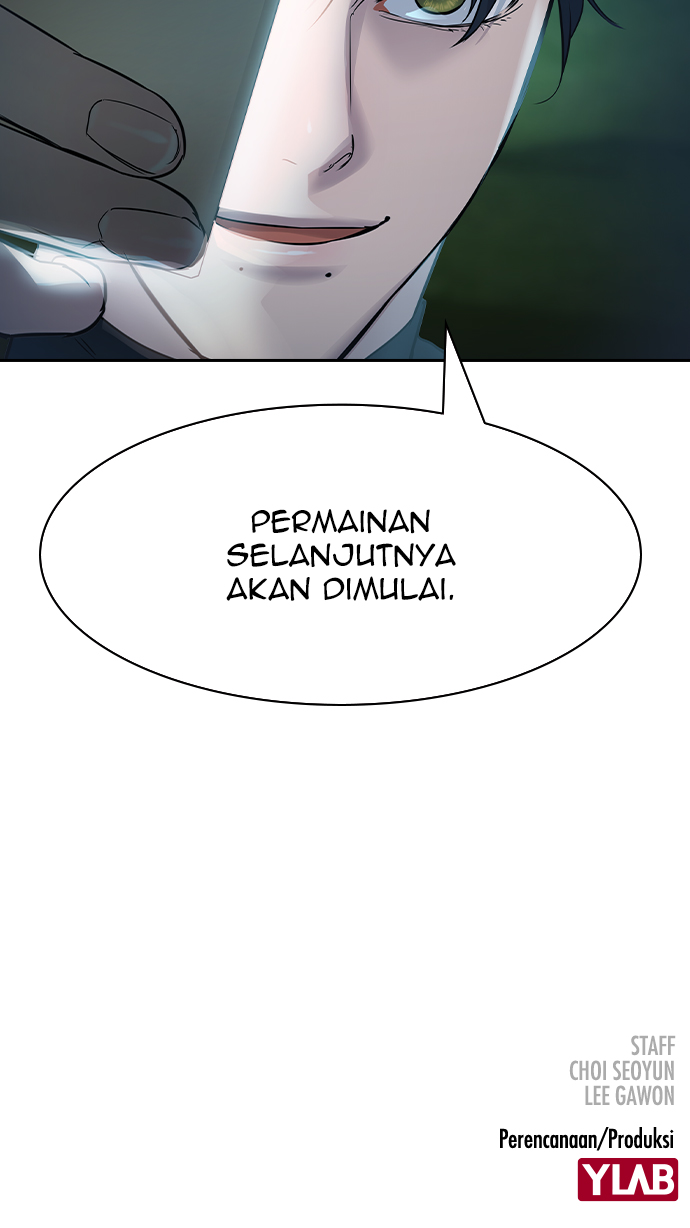 PERMAINAN
SELANJUTNYA
AKAN DIMULAI.
STAFF
CHOI SEOYUN
LEE GAWON
Perencanaan/Produksi
YLAB